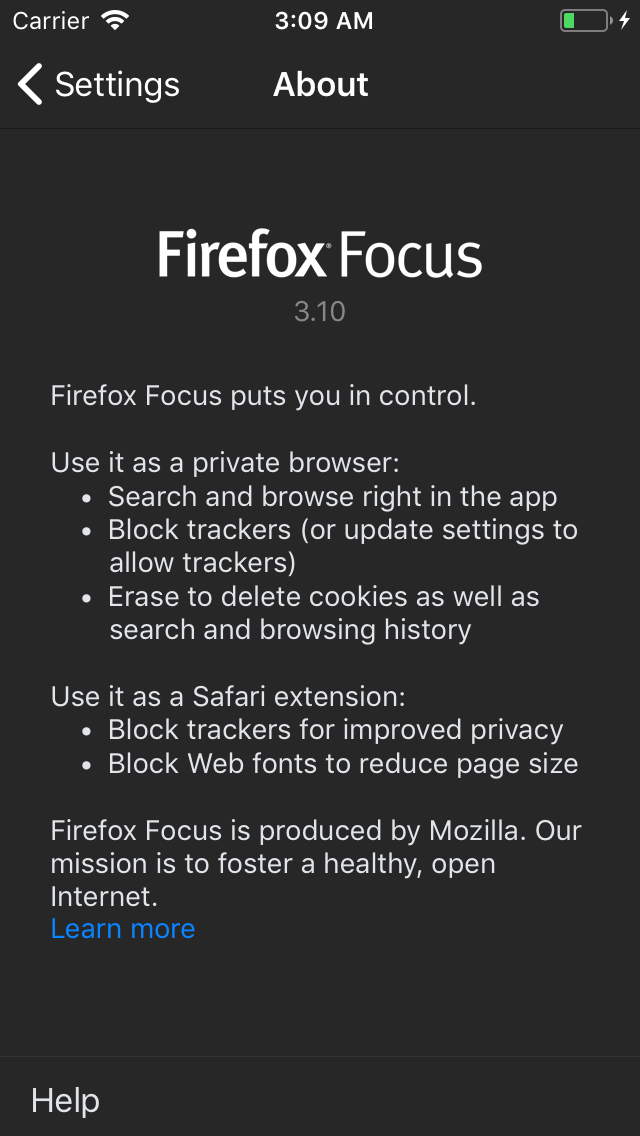 Carrier 3:09 AM
Settings About
Firefox Focus
3.10
Firefox Focus puts you in control.
Use it as a private browser:
• Search and browse right in the app
• Block trackers (or update settings to
allow trackers)
• Erase to delete cookies as well as
search and browsing history
Use it as a Safari extension:
• Block trackers for improved privacy
• Block Web fonts to reduce page size
Firefox Focus is produced by Mozilla. Our
mission is to foster a healthy, open
Internet.
Learn more
Help